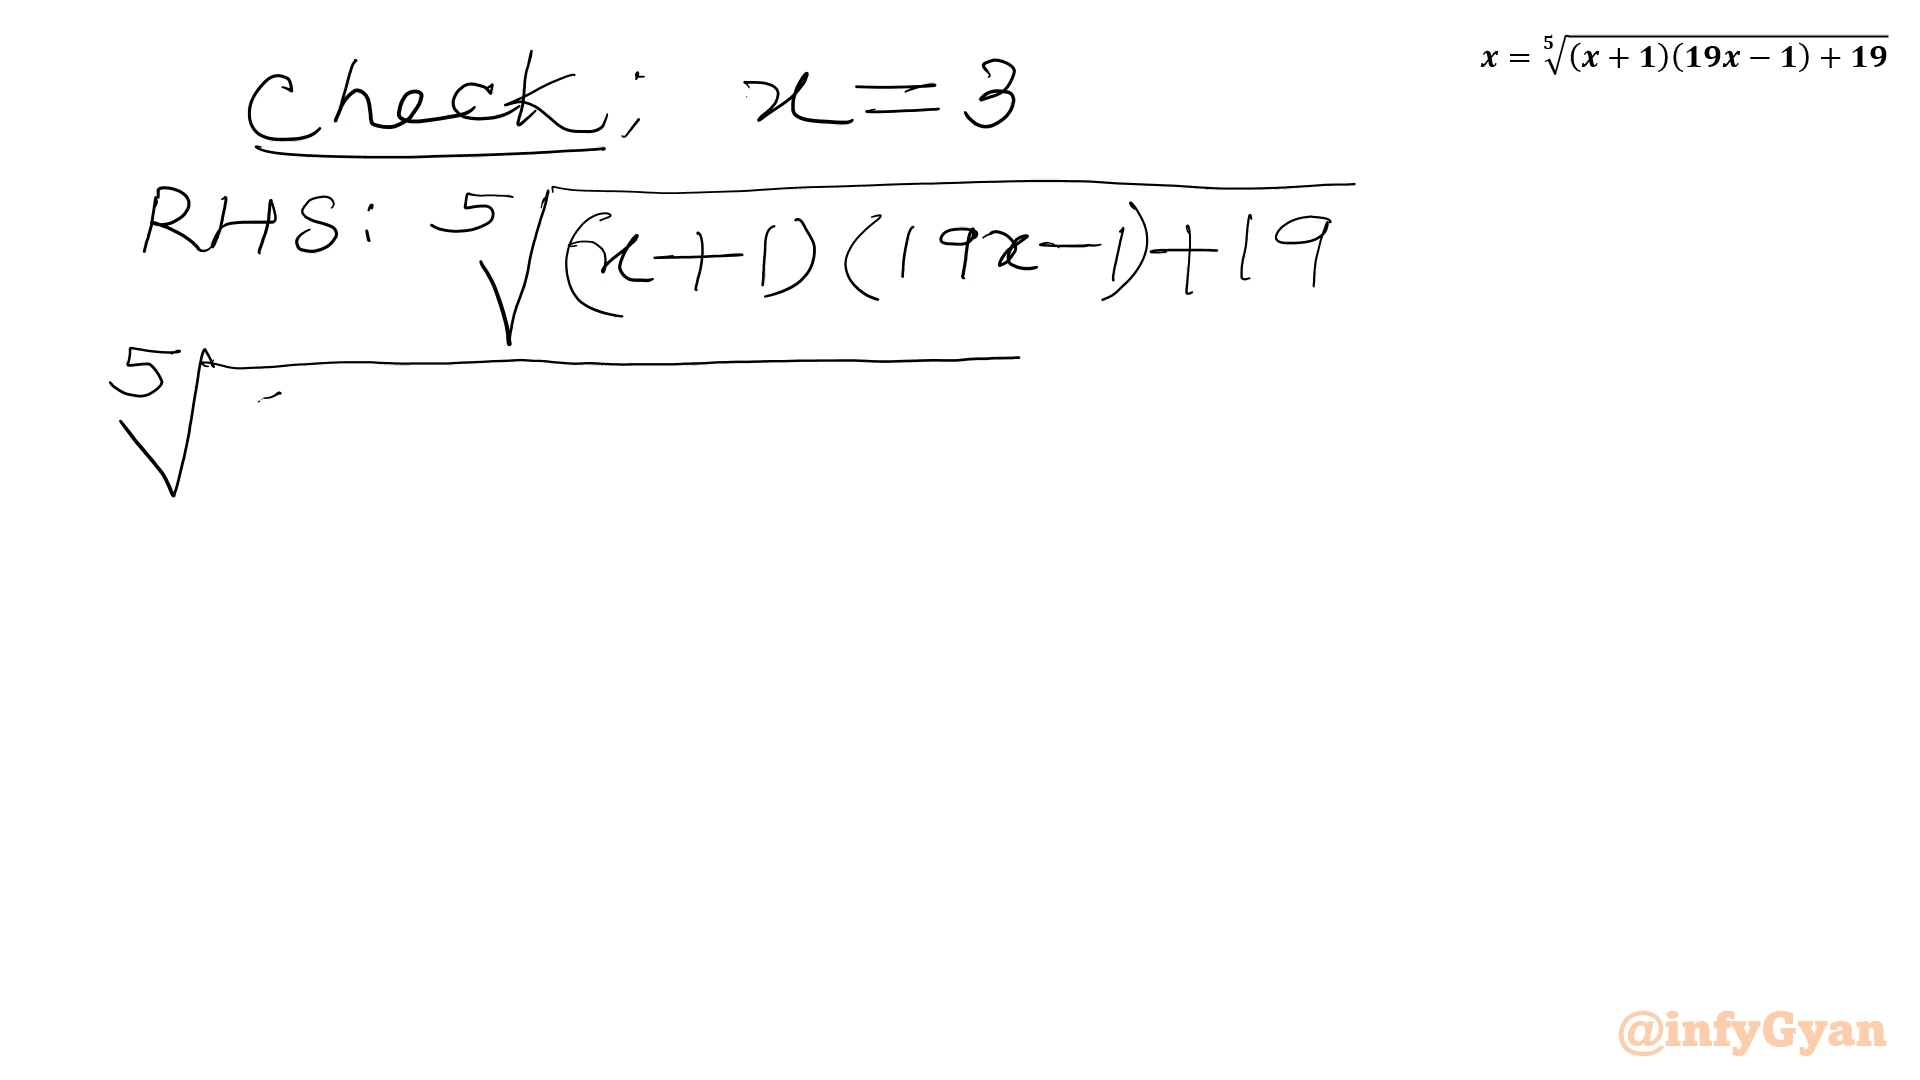 x = ⁵√((x + 1)(19x − 1) + 19)
Check; x = 3
RHS: ⁵√((x+1)(19x−1)+19)
⁵√
@infyGyan